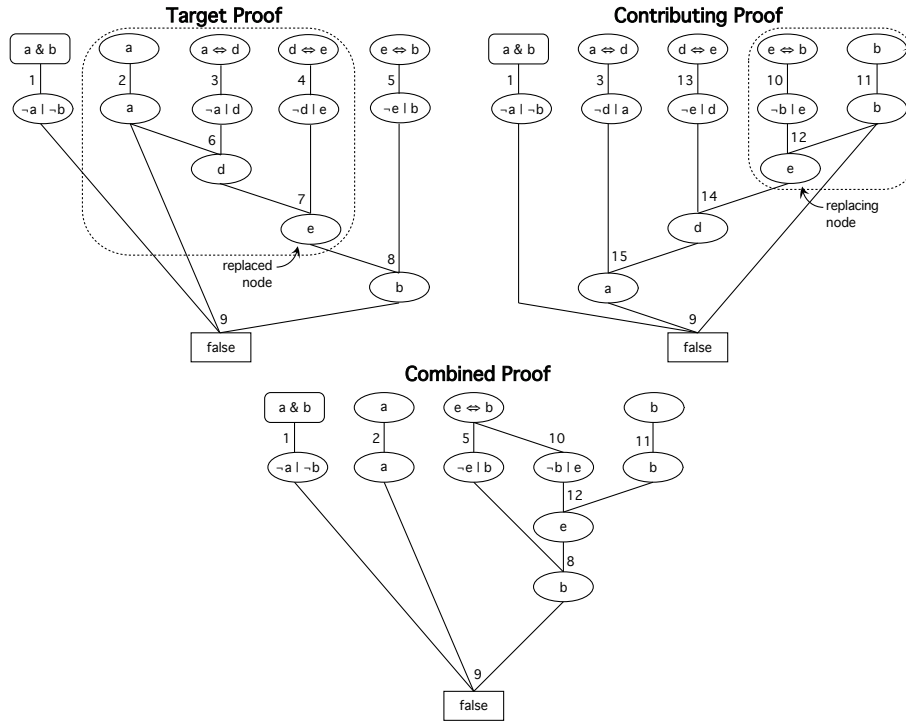 Target Proof
Contributing Proof
a & b
a
a ⇔ d
d ⇔ e
e ⇔ b
a & b
a ⇔ d
d ⇔ e
e ⇔ b
b
1
2
3
4
5
1
3
13
10
11
¬a | ¬b
a
¬a | d
¬d | e
¬e | b
¬a | ¬b
¬d | a
¬e | d
¬b | e
b
6
12
d
e
7
14
replacing
node
e
d
replaced
node
8
15
b
a
9
9
false
false
Combined Proof
a & b
a
e ⇔ b
b
1
2
5
10
11
¬a | ¬b
a
¬e | b
¬b | e
b
12
e
8
b
9
false